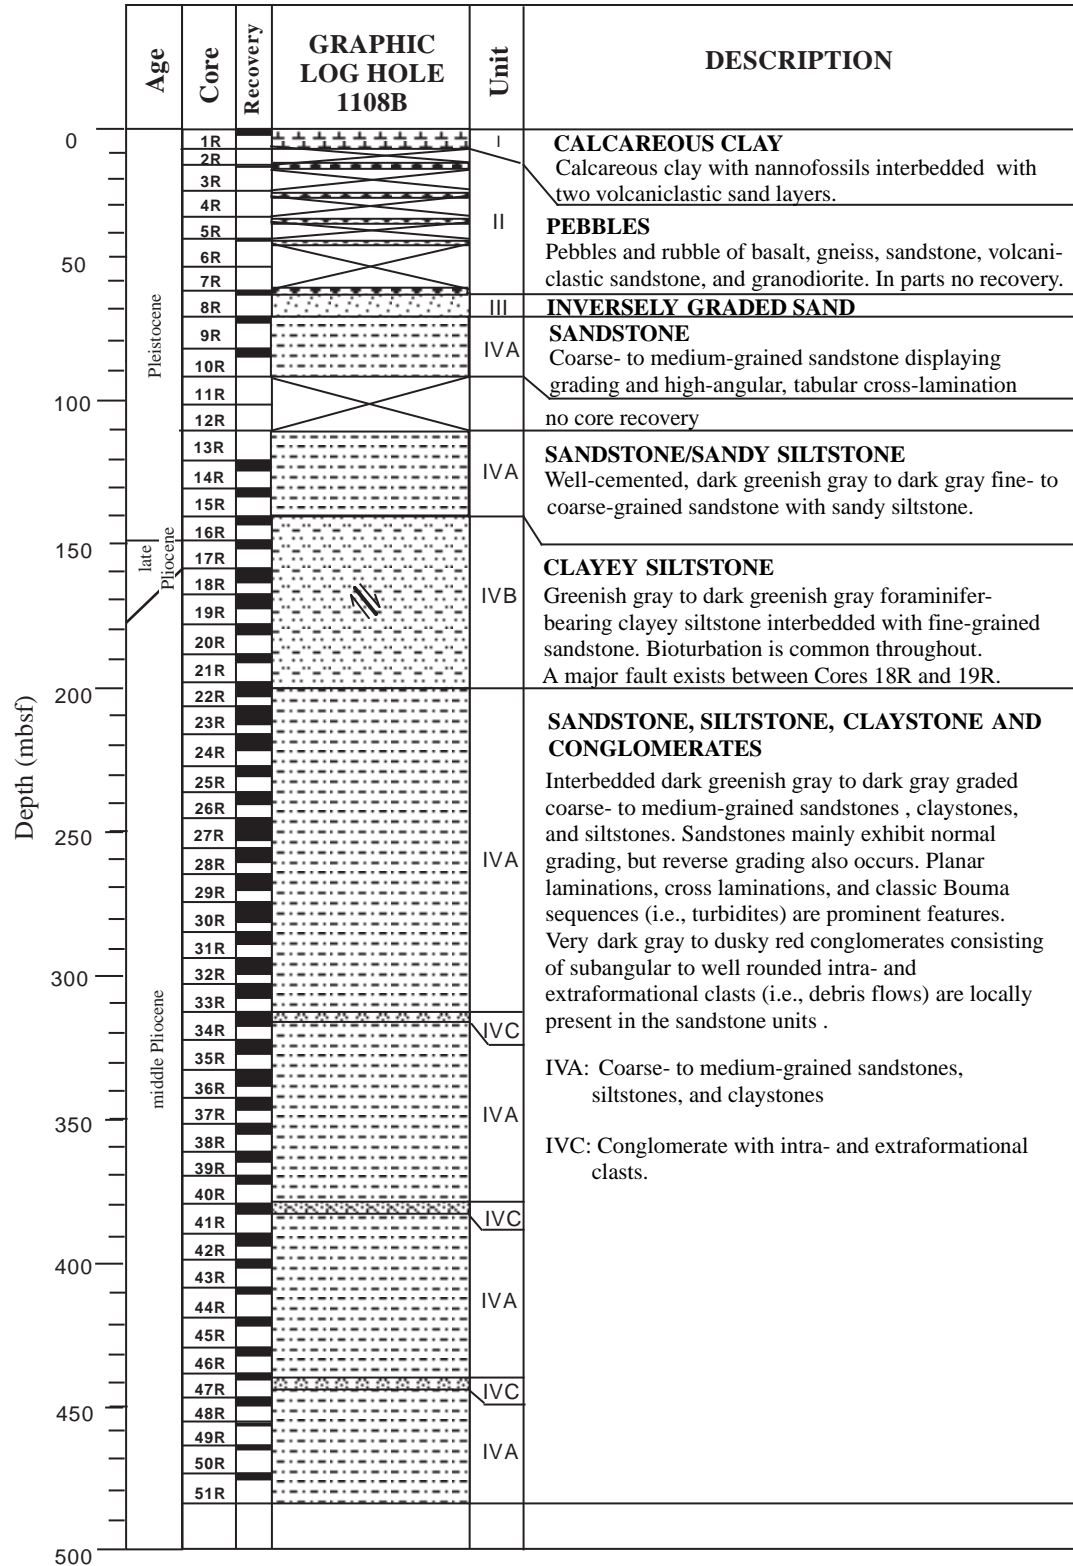 Age
Core
Recovery
GRAPHIC
LOG HOLE
1108B
Unit
DESCRIPTION
Depth (mbsf)
0
50
100
150
200
250
300
350
400
450
500
Pleistocene
late
Pliocene
middle Pliocene
1R
2R
3R
4R
5R
6R
7R
8R
9R
10R
11R
12R
13R
14R
15R
16R
17R
18R
19R
20R
21R
22R
23R
24R
25R
26R
27R
28R
29R
30R
31R
32R
33R
34R
35R
36R
37R
38R
39R
40R
41R
42R
43R
44R
45R
46R
47R
48R
49R
50R
51R
I
II
III
IVA
IVA
IVB
IVA
IVC
IVA
IVC
IVA
IVC
IVA
CALCAREOUS CLAY
Calcareous clay with nannofossils interbedded with
two volcaniclastic sand layers.
PEBBLES
Pebbles and rubble of basalt, gneiss, sandstone, volcani-
clastic sandstone, and granodiorite. In parts no recovery.
INVERSELY GRADED SAND
SANDSTONE
Coarse- to medium-grained sandstone displaying
grading and high-angular, tabular cross-lamination
no core recovery
SANDSTONE/SANDY SILTSTONE
Well-cemented, dark greenish gray to dark gray fine- to
coarse-grained sandstone with sandy siltstone.
CLAYEY SILTSTONE
Greenish gray to dark greenish gray foraminifer-
bearing clayey siltstone interbedded with fine-grained
sandstone. Bioturbation is common throughout.
A major fault exists between Cores 18R and 19R.
SANDSTONE, SILTSTONE, CLAYSTONE AND
CONGLOMERATES
Interbedded dark greenish gray to dark gray graded
coarse- to medium-grained sandstones , claystones,
and siltstones. Sandstones mainly exhibit normal
grading, but reverse grading also occurs. Planar
laminations, cross laminations, and classic Bouma
sequences (i.e., turbidites) are prominent features.
Very dark gray to dusky red conglomerates consisting
of subangular to well rounded intra- and
extraformational clasts (i.e., debris flows) are locally
present in the sandstone units .
IVA: Coarse- to medium-grained sandstones,
siltstones, and claystones
IVC: Conglomerate with intra- and extraformational
clasts.